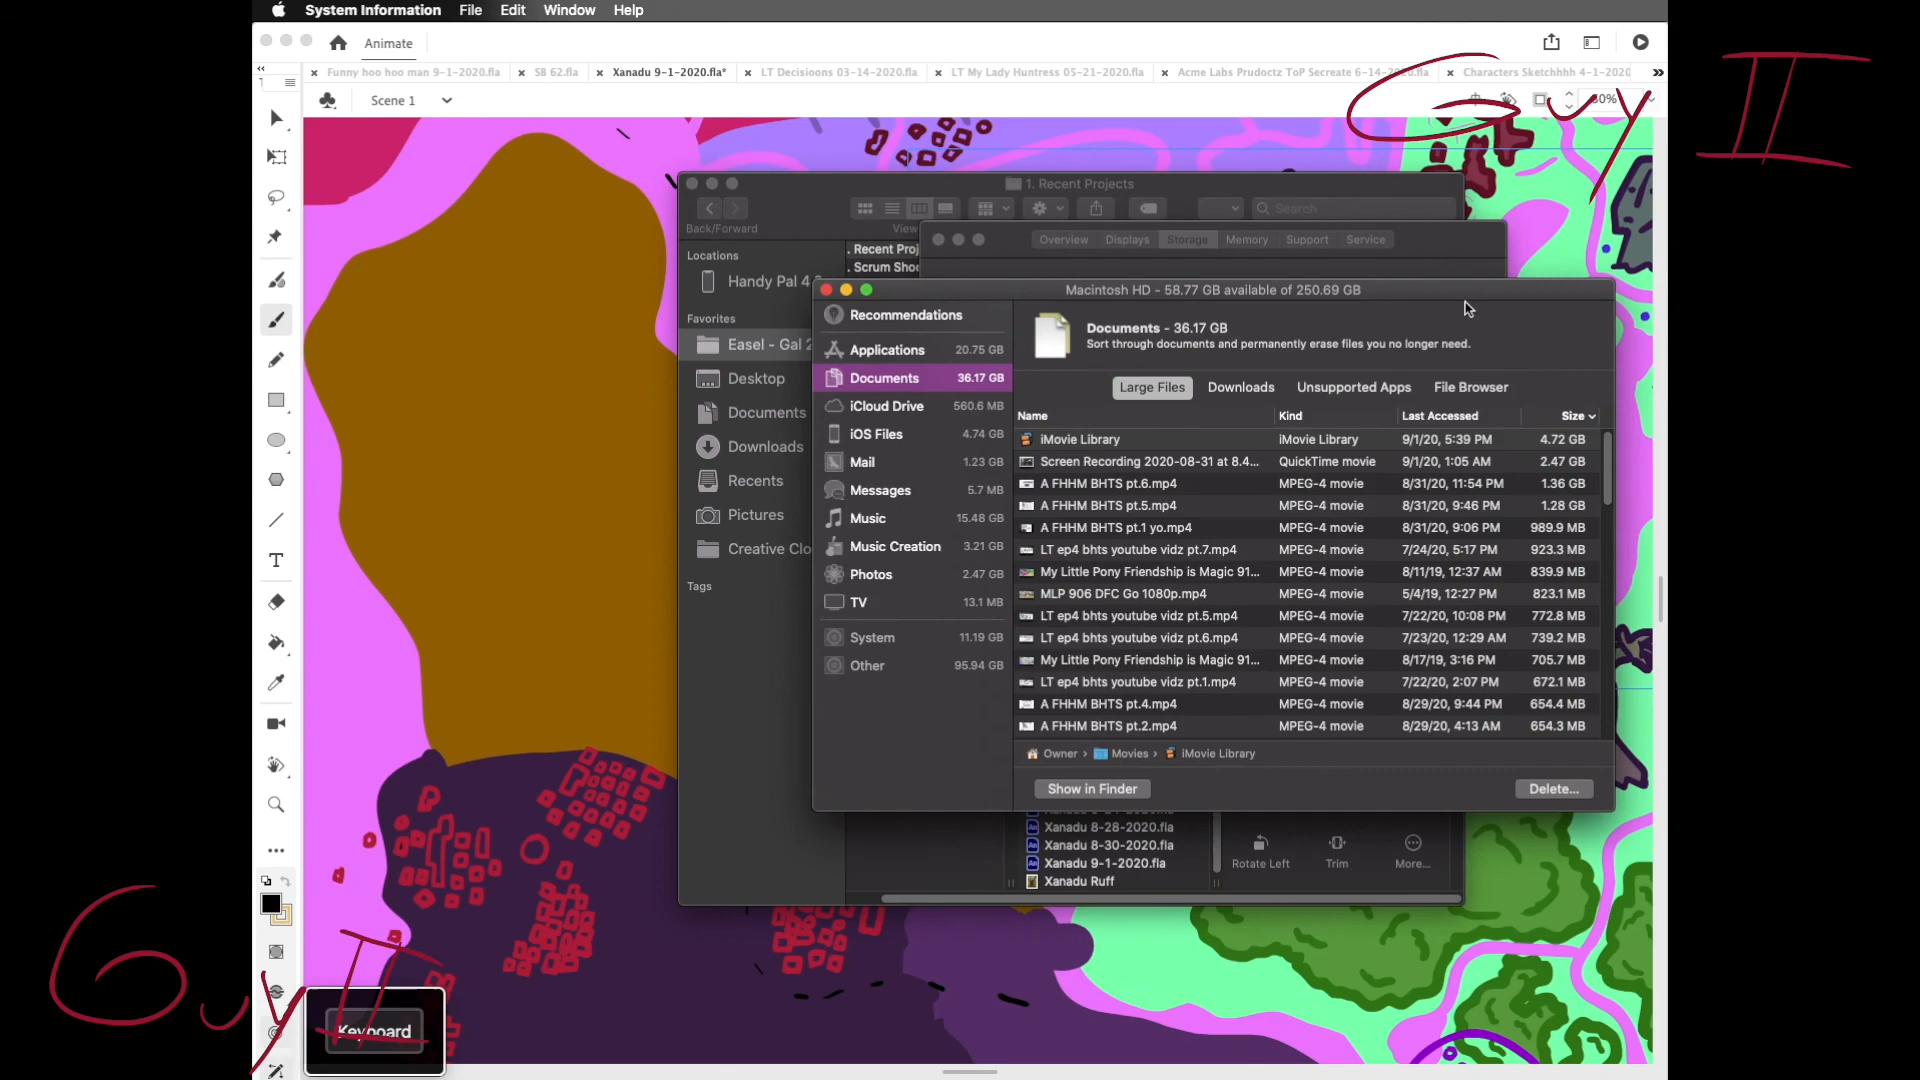 System Information File Edit Window Help
Animate
Funny hoo hoo man 9-1-2020.fla SB 62.fla Xanadu 9-1-2020.fla* LT Decisioons 03-14-2020.fla LT My Lady Huntress 05-21-2020.fla Acme Labs Prudoctz ToP Secreate 6-14-2020.fla Characters Sketchhhh 4-1-2020
Scene 1
II
1. Recent Projects
Search
Back/Forward View
Overview Displays Storage Memory Support Service
Locations
Handy Pal 4
Favorites
Easel - Gal 2
Desktop
Documents
Downloads
Recents
Pictures
Creative Clo
Tags
. Recent Proj
. Scrum Shoo
Macintosh HD - 58.77 GB available of 250.69 GB
Recommendations
Applications 20.75 GB
Documents 36.17 GB
iCloud Drive 560.6 MB
iOS Files 4.74 GB
Mail 1.23 GB
Messages 5.7 MB
Music 15.48 GB
Music Creation 3.21 GB
Photos 2.47 GB
TV 13.1 MB
System 11.19 GB
Other 95.94 GB
Documents - 36.17 GB
Sort through documents and permanently erase files you no longer need.
Large Files Downloads Unsupported Apps File Browser
Name Kind Last Accessed Size
iMovie Library iMovie Library 9/1/20, 5:39 PM 4.72 GB
Screen Recording 2020-08-31 at 8.4... QuickTime movie 9/1/20, 1:05 AM 2.47 GB
A FHHM BHTS pt.6.mp4 MPEG-4 movie 8/31/20, 11:54 PM 1.36 GB
A FHHM BHTS pt.5.mp4 MPEG-4 movie 8/31/20, 9:46 PM 1.28 GB
A FHHM BHTS pt.1 yo.mp4 MPEG-4 movie 8/31/20, 9:06 PM 989.9 MB
LT ep4 bhts youtube vidz pt.7.mp4 MPEG-4 movie 7/24/20, 5:17 PM 923.3 MB
My Little Pony Friendship is Magic 91... MPEG-4 movie 8/11/19, 12:37 AM 839.9 MB
MLP 906 DFC Go 1080p.mp4 MPEG-4 movie 5/4/19, 12:27 PM 823.1 MB
LT ep4 bhts youtube vidz pt.5.mp4 MPEG-4 movie 7/22/20, 10:08 PM 772.8 MB
LT ep4 bhts youtube vidz pt.6.mp4 MPEG-4 movie 7/23/20, 12:29 AM 739.2 MB
My Little Pony Friendship is Magic 91... MPEG-4 movie 8/17/19, 3:16 PM 705.7 MB
LT ep4 bhts youtube vidz pt.1.mp4 MPEG-4 movie 7/22/20, 2:07 PM 672.1 MB
A FHHM BHTS pt.4.mp4 MPEG-4 movie 8/29/20, 9:44 PM 654.4 MB
A FHHM BHTS pt.2.mp4 MPEG-4 movie 8/29/20, 4:13 AM 654.3 MB
Owner › Movies › iMovie Library
Show in Finder Delete...
Xanadu 8-28-2020.fla
Xanadu 8-30-2020.fla
Xanadu 9-1-2020.fla
Xanadu Ruff
Rotate Left Trim More...
Keyboard